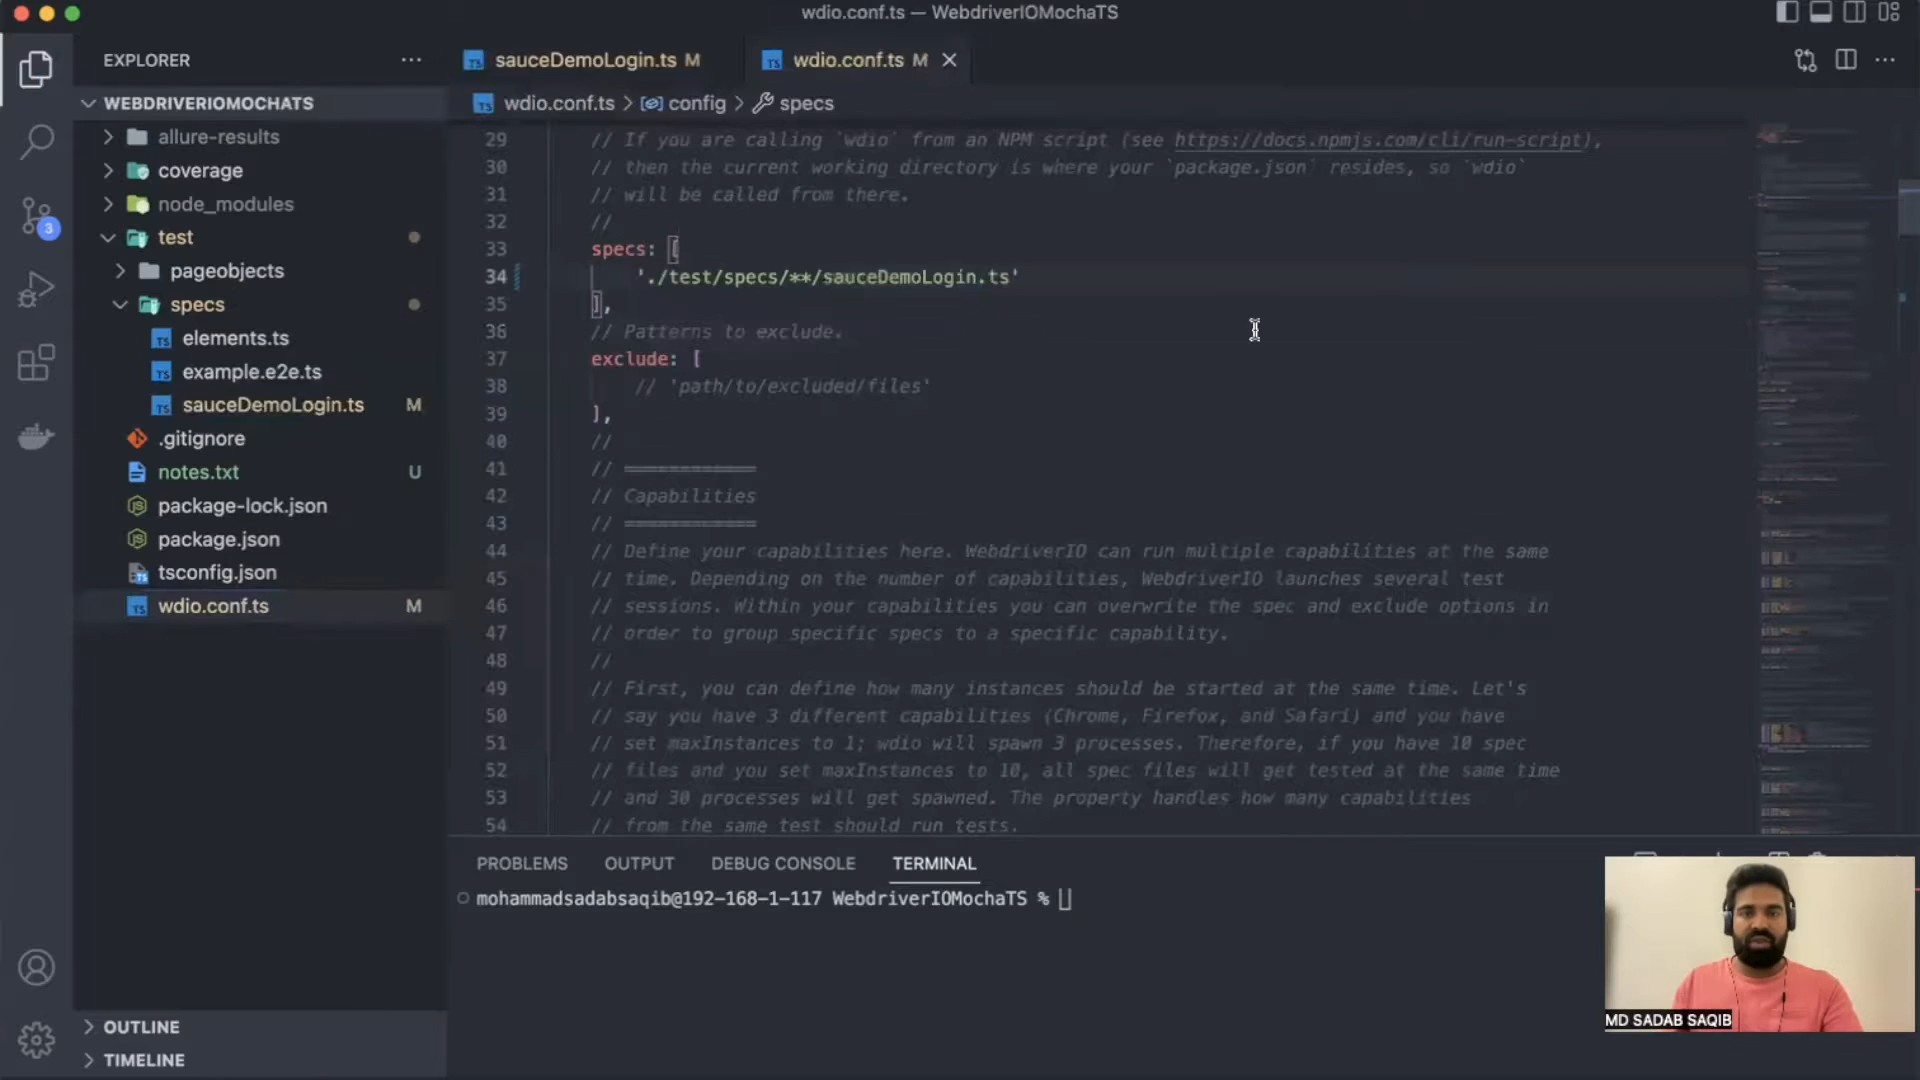 wdio.conf.ts — WebdriverIOMochaTS
EXPLORER
sauceDemoLogin.ts M
wdio.conf.ts M
WEBDRIVERIOMOCHATS
wdio.conf.ts > config > specs
allure-results
coverage
node_modules
test
pageobjects
specs
elements.ts
example.e2e.ts
sauceDemoLogin.ts M
.gitignore
notes.txt U
package-lock.json
package.json
tsconfig.json
wdio.conf.ts M
3
29 // If you are calling `wdio` from an NPM script (see https://docs.npmjs.com/cli/run-script),
30 // then the current working directory is where your `package.json` resides, so `wdio`
31 // will be called from there.
32 //
33 specs: [
34 './test/specs/**/sauceDemoLogin.ts'
35 ],
36 // Patterns to exclude.
37 exclude: [
38 // 'path/to/excluded/files'
39 ],
40 //
41 // ============
42 // Capabilities
43 // ============
44 // Define your capabilities here. WebdriverIO can run multiple capabilities at the same
45 // time. Depending on the number of capabilities, WebdriverIO launches several test
46 // sessions. Within your capabilities you can overwrite the spec and exclude options in
47 // order to group specific specs to a specific capability.
48 //
49 // First, you can define how many instances should be started at the same time. Let's
50 // say you have 3 different capabilities (Chrome, Firefox, and Safari) and you have
51 // set maxInstances to 1; wdio will spawn 3 processes. Therefore, if you have 10 spec
52 // files and you set maxInstances to 10, all spec files will get tested at the same time
53 // and 30 processes will get spawned. The property handles how many capabilities
54 // from the same test should run tests.
PROBLEMS OUTPUT DEBUG CONSOLE TERMINAL
mohammadsadabsaqib@192-168-1-117 WebdriverIOMochaTS %
OUTLINE
TIMELINE
MD SADAB SAQIB